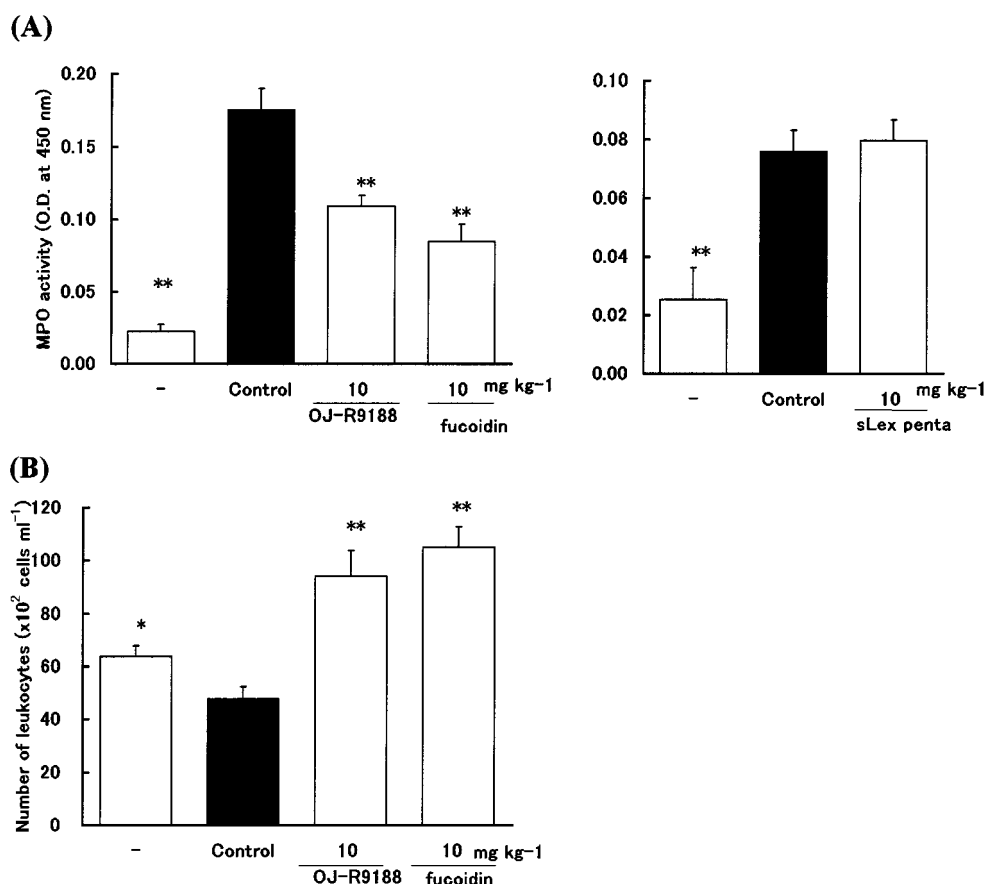 (A)
MPO activity (O.D. at 450 nm)
0.20
0.15
0.10
0.05
0.00
**
**
**
- Control 10 10 mg kg-1
OJ-R9188 fucoidin
0.10
0.08
0.06
0.04
0.02
0.00
**
- Control 10 mg kg-1
sLex penta
(B)
Number of leukocytes (x10² cells ml⁻¹)
120
100
80
60
40
20
0
*
**
**
- Control 10 10 mg kg-1
OJ-R9188 fucoidin